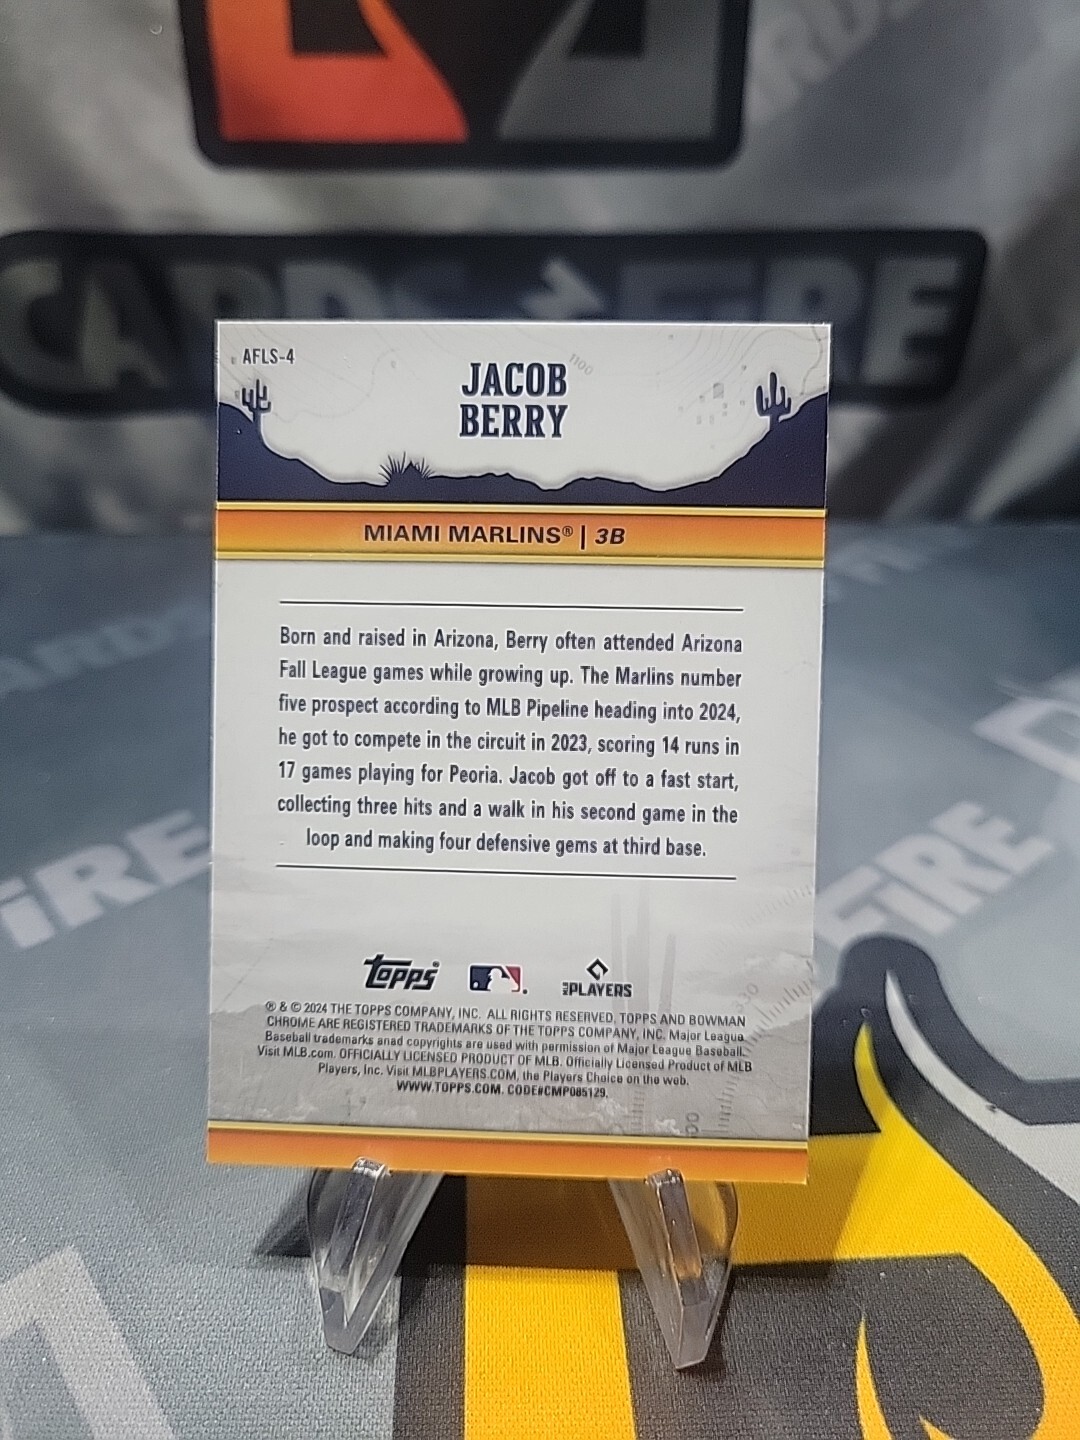 CARDS FIRE
AFLS-4
JACOB
BERRY
1100
MIAMI MARLINS® | 3B
Born and raised in Arizona, Berry often attended Arizona
Fall League games while growing up. The Marlins number
five prospect according to MLB Pipeline heading into 2024,
he got to compete in the circuit in 2023, scoring 14 runs in
17 games playing for Peoria. Jacob got off to a fast start,
collecting three hits and a walk in his second game in the
loop and making four defensive gems at third base.
Topps®
MLB PLAYERS
® & © 2024 THE TOPPS COMPANY, INC. ALL RIGHTS RESERVED. TOPPS AND BOWMAN
CHROME ARE REGISTERED TRADEMARKS OF THE TOPPS COMPANY, INC. Major League
Baseball trademarks anad copyrights are used with permission of Major League Baseball.
Visit MLB.com. OFFICIALLY LICENSED PRODUCT OF MLB. Officially Licensed Product of MLB
Players, Inc. Visit MLBPLAYERS.COM, the Players Choice on the web.
WWW.TOPPS.COM. CODE#CMP085129.
FIRE
FIRE